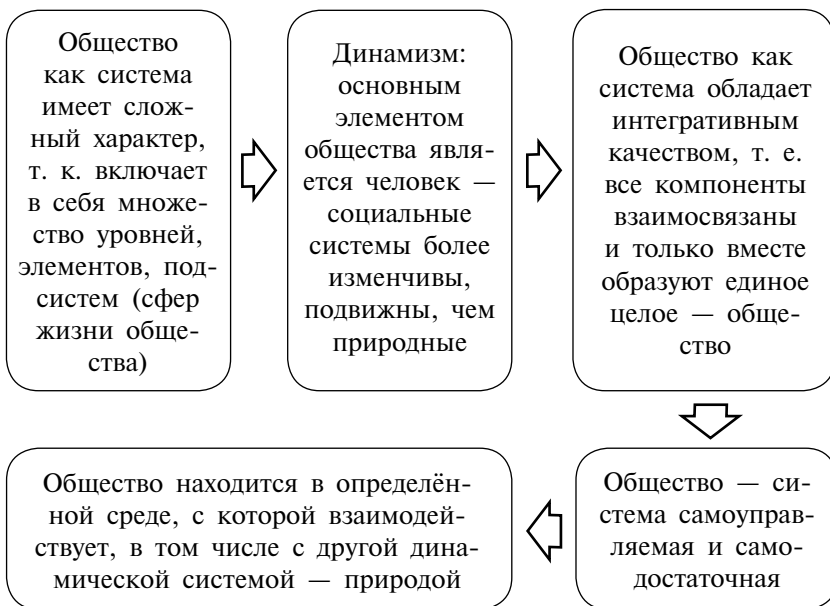 Общество
как система
имеет слож-
ный характер,
т. к. включает
в себя множе-
ство уровней,
элементов, под-
систем (сфер
жизни обще-
ства)
Динамизм:
основным
элементом
общества явля-
ется человек —
социальные
системы более
изменчивы,
подвижны, чем
природные
Общество как
система обладает
интегративным
качеством, т. е.
все компоненты
взаимосвязаны
и только вместе
образуют единое
целое — обще-
ство
Общество — си-
стема самоуправ-
ляемая и само-
достаточная
Общество находится в определён-
ной среде, с которой взаимодей-
ствует, в том числе с другой дина-
мической системой — природой